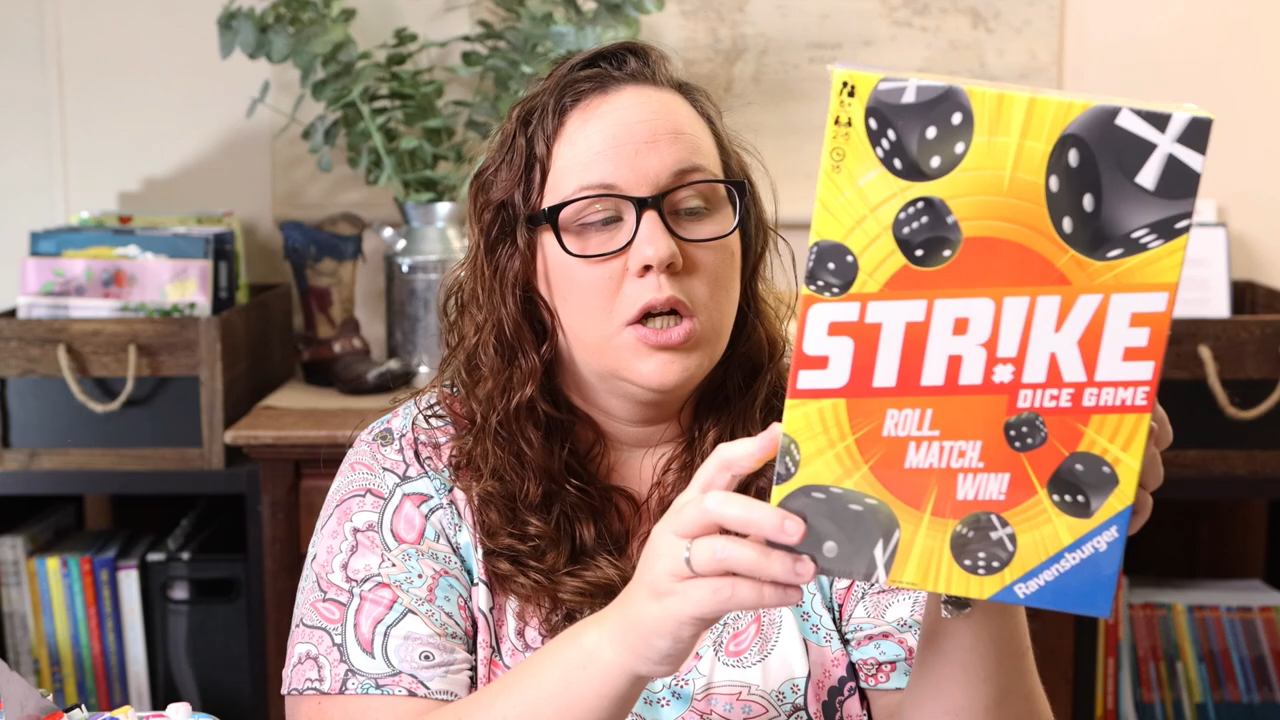 STR!KE
DICE GAME
ROLL.
MATCH.
WIN!
Ravensburger